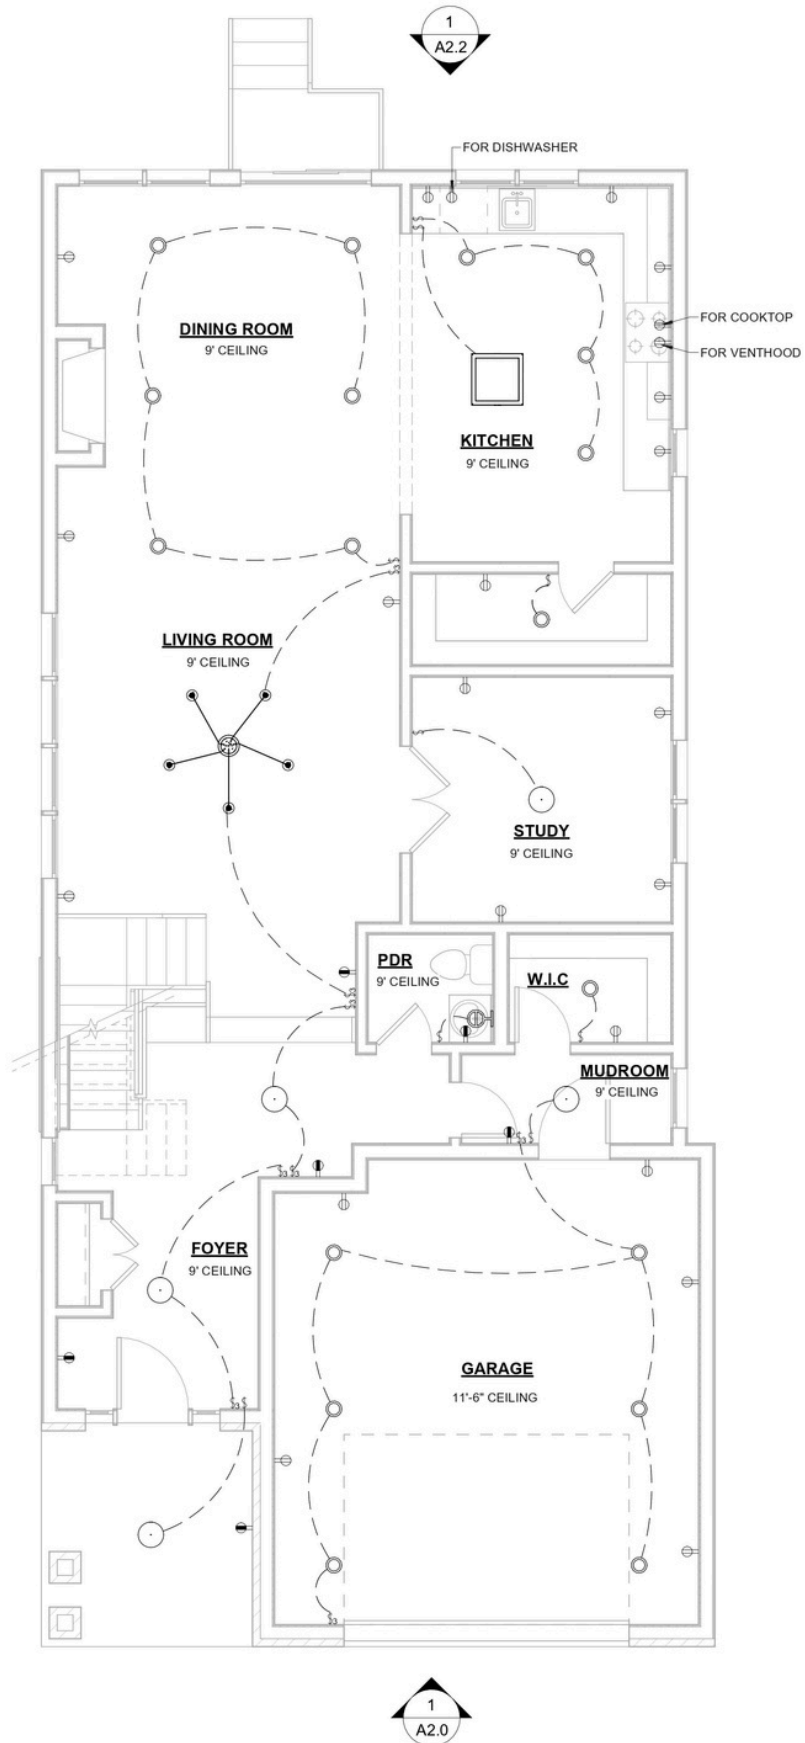 1
A2.2
FOR DISHWASHER
DINING ROOM
9' CEILING
FOR COOKTOP
FOR VENTHOOD
KITCHEN
9' CEILING
LIVING ROOM
9' CEILING
STUDY
9' CEILING
PDR
9' CEILING
W.I.C
MUDROOM
9' CEILING
FOYER
9' CEILING
GARAGE
11'-6" CEILING
1
A2.0